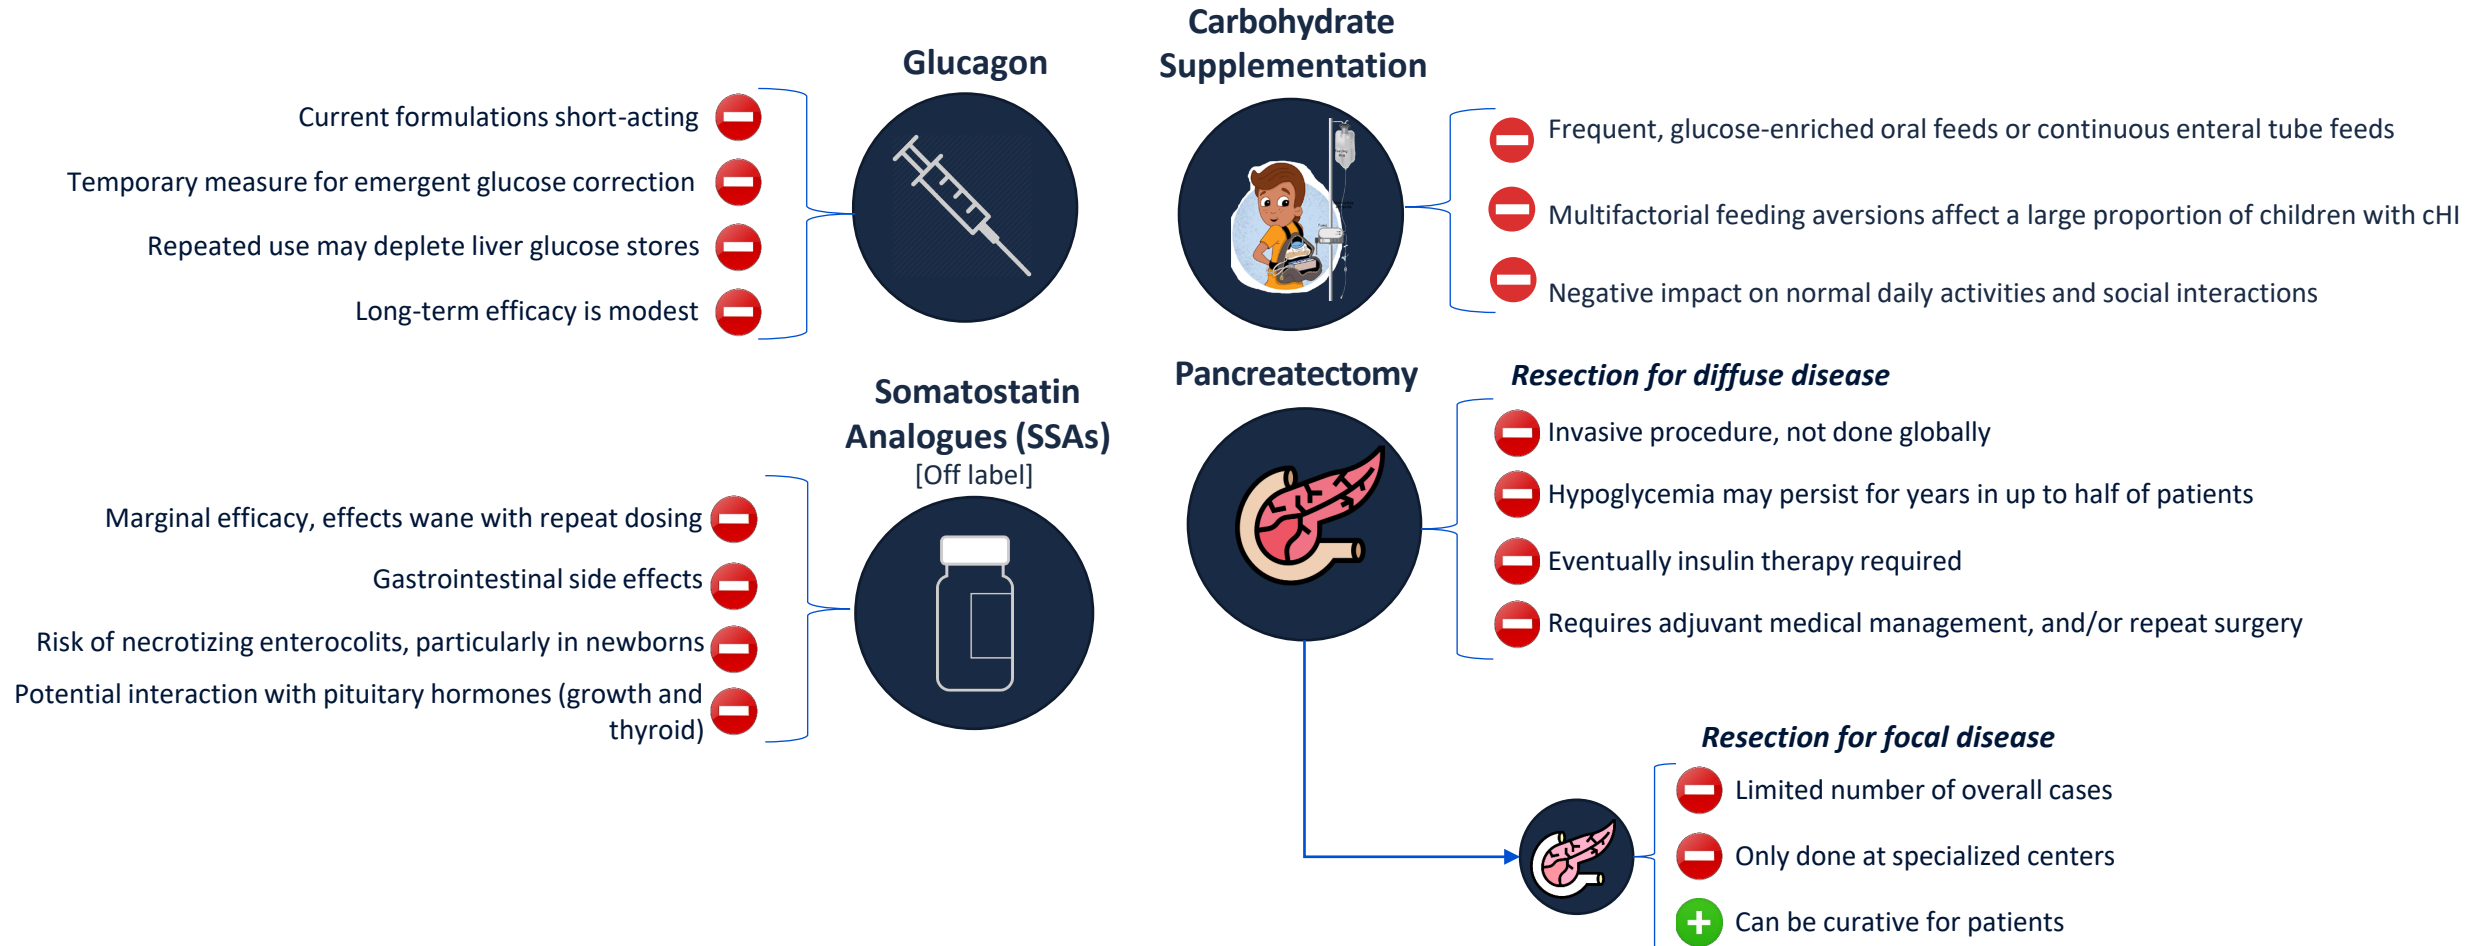 Glucagon
Current formulations short-acting
Temporary measure for emergent glucose correction
Repeated use may deplete liver glucose stores
Long-term efficacy is modest
Carbohydrate
Supplementation
Frequent, glucose-enriched oral feeds or continuous enteral tube feeds
Multifactorial feeding aversions affect a large proportion of children with cHI
Negative impact on normal daily activities and social interactions
Somatostatin
Analogues (SSAs)
[Off label]
Marginal efficacy, effects wane with repeat dosing
Gastrointestinal side effects
Risk of necrotizing enterocolits, particularly in newborns
Potential interaction with pituitary hormones (growth and
thyroid)
Pancreatectomy
Resection for diffuse disease
Invasive procedure, not done globally
Hypoglycemia may persist for years in up to half of patients
Eventually insulin therapy required
Requires adjuvant medical management, and/or repeat surgery
Resection for focal disease
Limited number of overall cases
Only done at specialized centers
Can be curative for patients